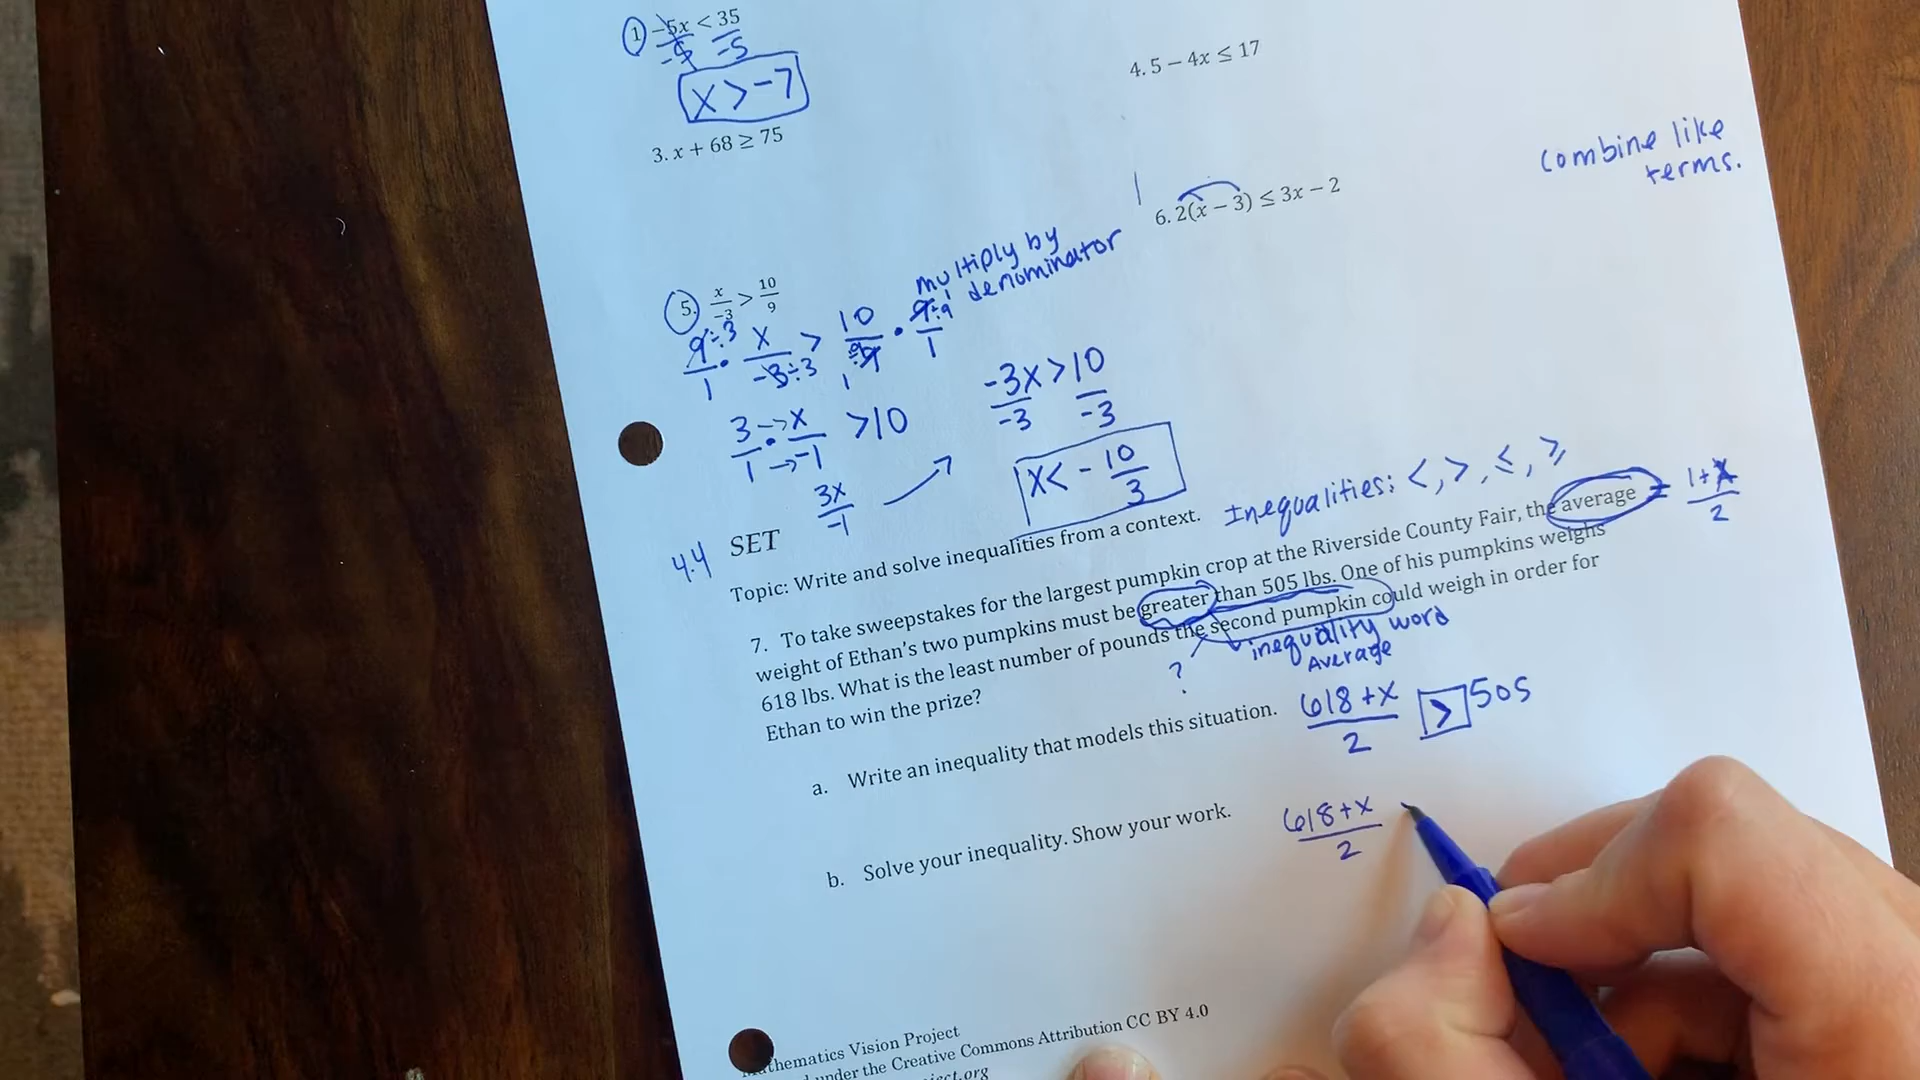 1 -5x < 35
-5 -5
x > -7
3. x + 68 ≥ 75
4. 5 − 4x ≤ 17
combine like
terms.
6. 2(x − 3) ≤ 3x − 2
multiply by
denominator
5. x/-3 > 10/9
9÷3/1 · x/-3÷3 > 10/9÷9 · 9÷9/1
1 1
3/1 · x/-1 > 10
3x/-1
-3x > 10
-3 -3
x < - 10/3
Inequalities: <, >, ≤, ≥
4.4 SET
Topic: Write and solve inequalities from a context.
7. To take sweepstakes for the largest pumpkin crop at the Riverside County Fair, the average = 1+x/2
weight of Ethan's two pumpkins must be greater than 505 lbs. One of his pumpkins weighs
618 lbs. What is the least number of pounds the second pumpkin could weigh in order for
Ethan to win the prize?
? inequality word
Average
a. Write an inequality that models this situation. 618+x/2 > 505
b. Solve your inequality. Show your work. 618+x/2
thematics Vision Project
under the Creative Commons Attribution CC BY 4.0
ject.org